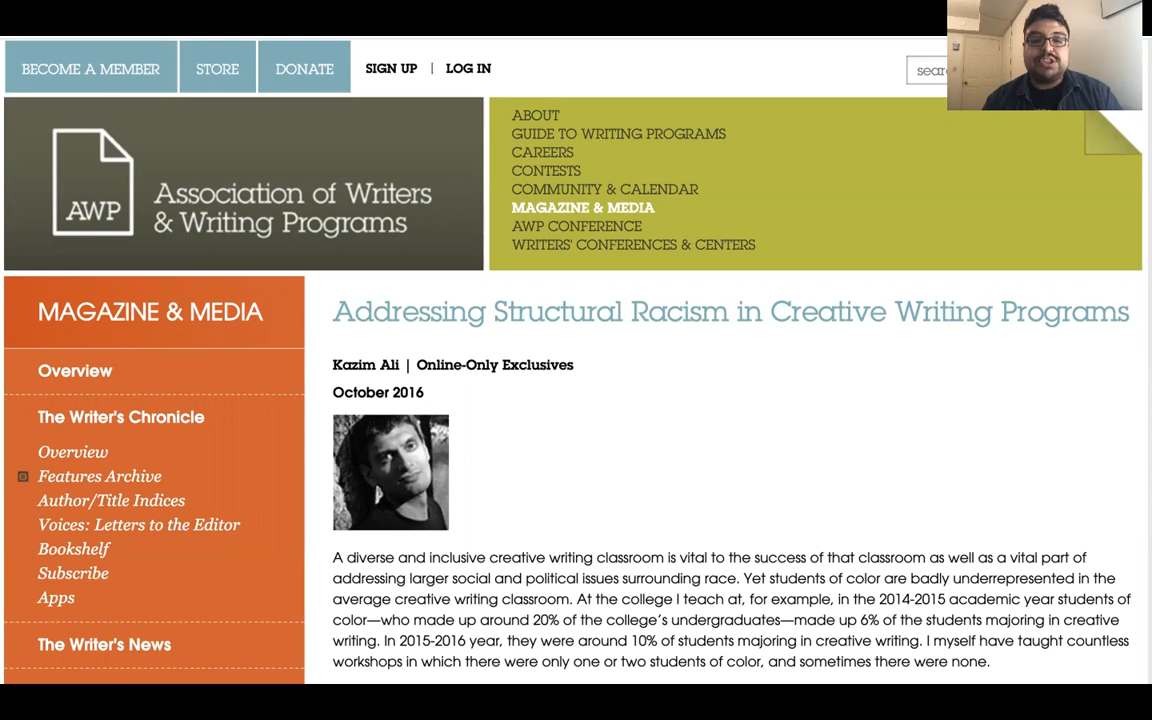 BECOME A MEMBER
STORE
DONATE
SIGN UP | LOG IN
AWP
Association of Writers
& Writing Programs
ABOUT
GUIDE TO WRITING PROGRAMS
CAREERS
CONTESTS
COMMUNITY & CALENDAR
MAGAZINE & MEDIA
AWP CONFERENCE
WRITERS' CONFERENCES & CENTERS
MAGAZINE & MEDIA
Overview
The Writer's Chronicle
Overview
Features Archive
Author/Title Indices
Voices: Letters to the Editor
Bookshelf
Subscribe
Apps
The Writer's News
Addressing Structural Racism in Creative Writing Programs
Kazim Ali | Online-Only Exclusives
October 2016
A diverse and inclusive creative writing classroom is vital to the success of that classroom as well as a vital part of
addressing larger social and political issues surrounding race. Yet students of color are badly underrepresented in the
average creative writing classroom. At the college I teach at, for example, in the 2014-2015 academic year students of
color—who made up around 20% of the college's undergraduates—made up 6% of the students majoring in creative
writing. In 2015-2016 year, they were around 10% of students majoring in creative writing. I myself have taught countless
workshops in which there were only one or two students of color, and sometimes there were none.